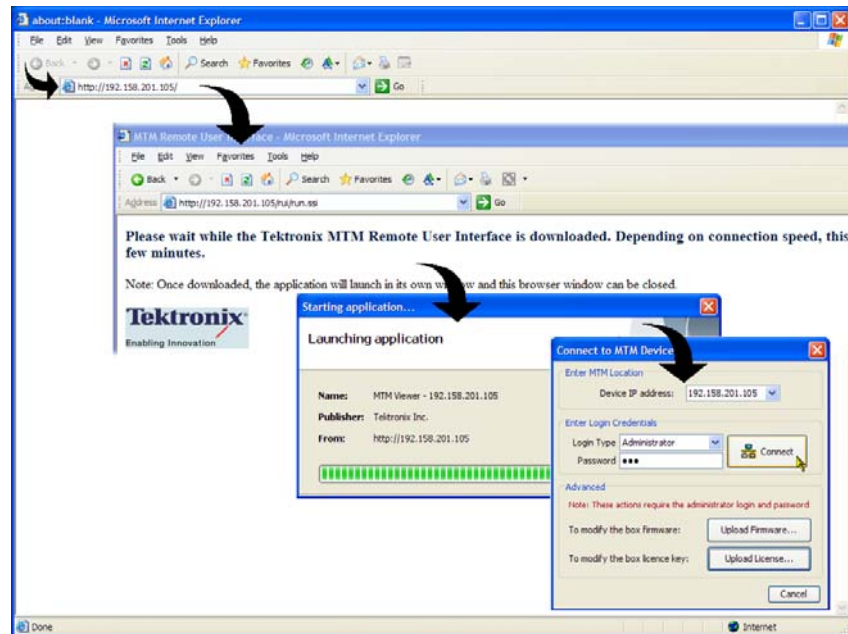 about:blank - Microsoft Internet Explorer
File Edit View Favorites Tools Help
Back Search Favorites
http://192.158.201.105/ Go
MTM Remote User Interface - Microsoft Internet Explorer
File Edit View Favorites Tools Help
Back Search Favorites
Address http://192.158.201.105/rui/run.ssi Go
Please wait while the Tektronix MTM Remote User Interface is downloaded. Depending on connection speed, this
few minutes.
Note: Once downloaded, the application will launch in its own window and this browser window can be closed.
Tektronix
Enabling Innovation
Starting application...
Launching application
Name: MTM Viewer - 192.158.201.105
Publisher: Tektronix Inc.
From: http://192.158.201.105
Connect to MTM Device
Enter MTM Location
Device IP address: 192.158.201.105
Enter Login Credentials
Login Type Administrator
Password
Connect
Advanced
Note: These actions require the administrator login and password
To modify the box firmware: Upload Firmware...
To modify the box licence key: Upload License...
Cancel
Done Internet